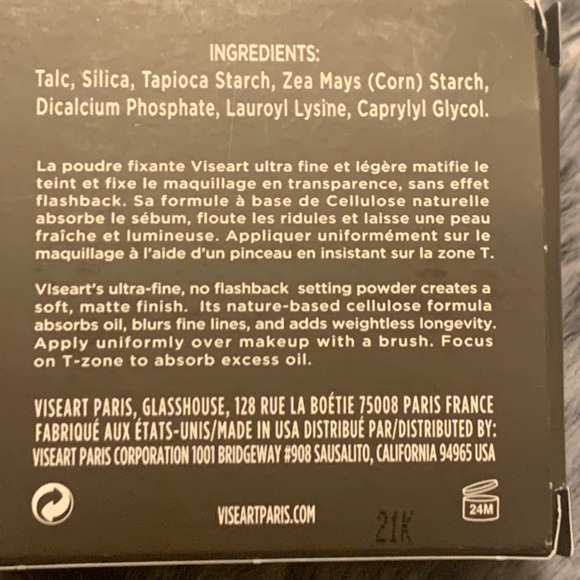 INGREDIENTS:
Talc, Silica, Tapioca Starch, Zea Mays (Corn) Starch,
Dicalcium Phosphate, Lauroyl Lysine, Caprylyl Glycol.
La poudre fixante Viseart ultra fine et légère matifie le
teint et fixe le maquillage en transparence, sans effet
flashback. Sa formule à base de Cellulose naturelle
absorbe le sébum, floute les ridules et laisse une peau
fraîche et lumineuse. Appliquer uniformément sur le
maquillage à l'aide d'un pinceau en insistant sur la zone T.
VIseart's ultra-fine, no flashback setting powder creates a
soft, matte finish. Its nature-based cellulose formula
absorbs oil, blurs fine lines, and adds weightless longevity.
Apply uniformly over makeup with a brush. Focus
on T-zone to absorb excess oil.
VISEART PARIS, GLASSHOUSE, 128 RUE LA BOÉTIE 75008 PARIS FRANCE
FABRIQUÉ AUX ÉTATS-UNIS/MADE IN USA DISTRIBUÉ PAR/DISTRIBUTED BY:
VISEART PARIS CORPORATION 1001 BRIDGEWAY #908 SAUSALITO, CALIFORNIA 94965 USA
VISEARTPARIS.COM
21K
24M